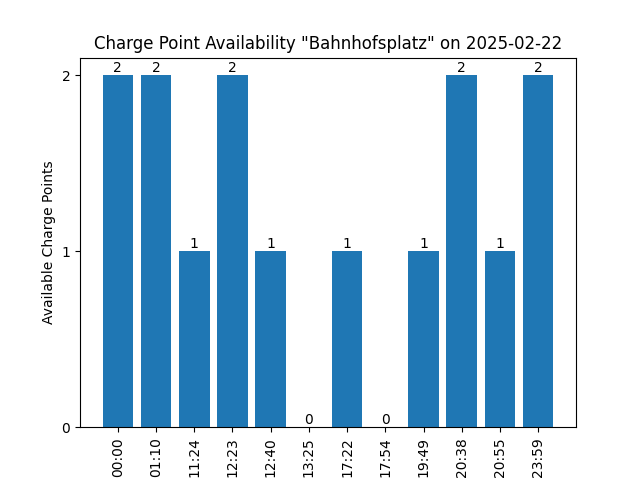 Charge Point Availability "Bahnhofsplatz" on 2025-02-22
Available Charge Points
2
1
0
2 2 1 2 1 0 1 0 1 2 1 2
00:00 01:10 11:24 12:23 12:40 13:25 17:22 17:54 19:49 20:38 20:55 23:59